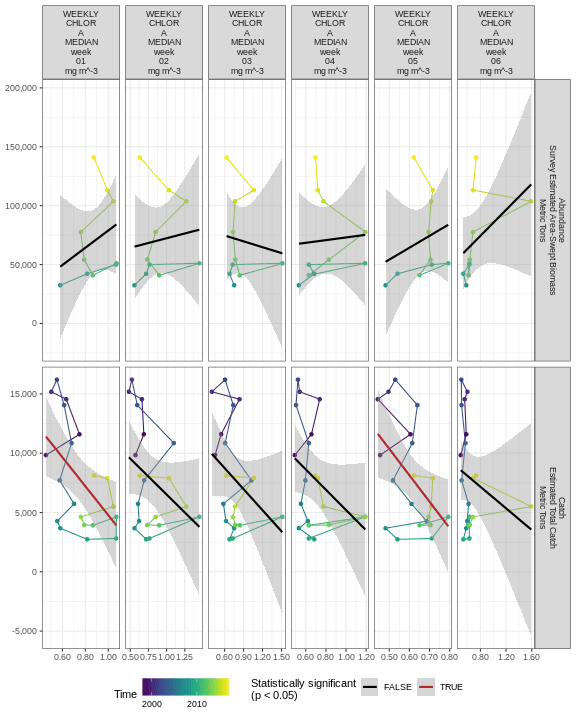 WEEKLY
CHLOR
A
MEDIAN
week
01
mg m^-3
WEEKLY
CHLOR
A
MEDIAN
week
02
mg m^-3
WEEKLY
CHLOR
A
MEDIAN
week
03
mg m^-3
WEEKLY
CHLOR
A
MEDIAN
week
04
mg m^-3
WEEKLY
CHLOR
A
MEDIAN
week
05
mg m^-3
WEEKLY
CHLOR
A
MEDIAN
week
06
mg m^-3
200,000
150,000
100,000
50,000
0
Abundance
Survey Estimated Area-Swept Biomass
Metric Tons
15,000
10,000
5,000
0
-5,000
Catch
Estimated Total Catch
Metric Tons
0.60 0.80 1.00
0.50 0.75 1.00 1.25
0.60 0.90 1.20 1.50
0.60 0.80 1.00 1.20
0.50 0.60 0.70 0.80
0.80 1.20 1.60
Time
2000 2010
Statistically significant
(p < 0.05)
FALSE
TRUE